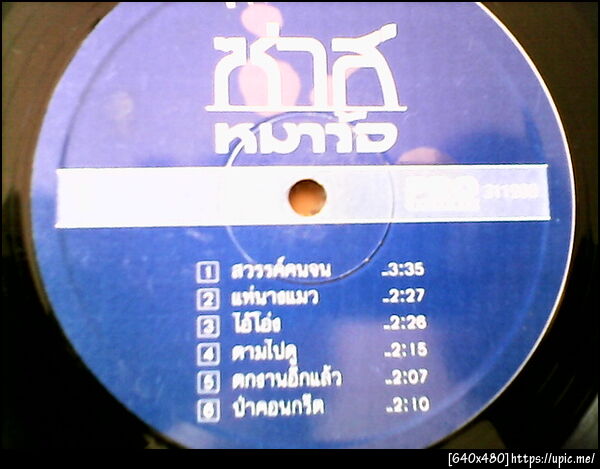 ซ่าส์
หมาว้อ
1 สวรรค์คนจน ..3:35
2 แห่นางแมว ..2:27
3 ไอ้โอ่ง ..2:26
4 ตามไปดู ..2:15
5 ตกงานอีกแล้ว ..2:07
6 ป่าคอนกรีต ..2:10
[640x480]https://upic.me/